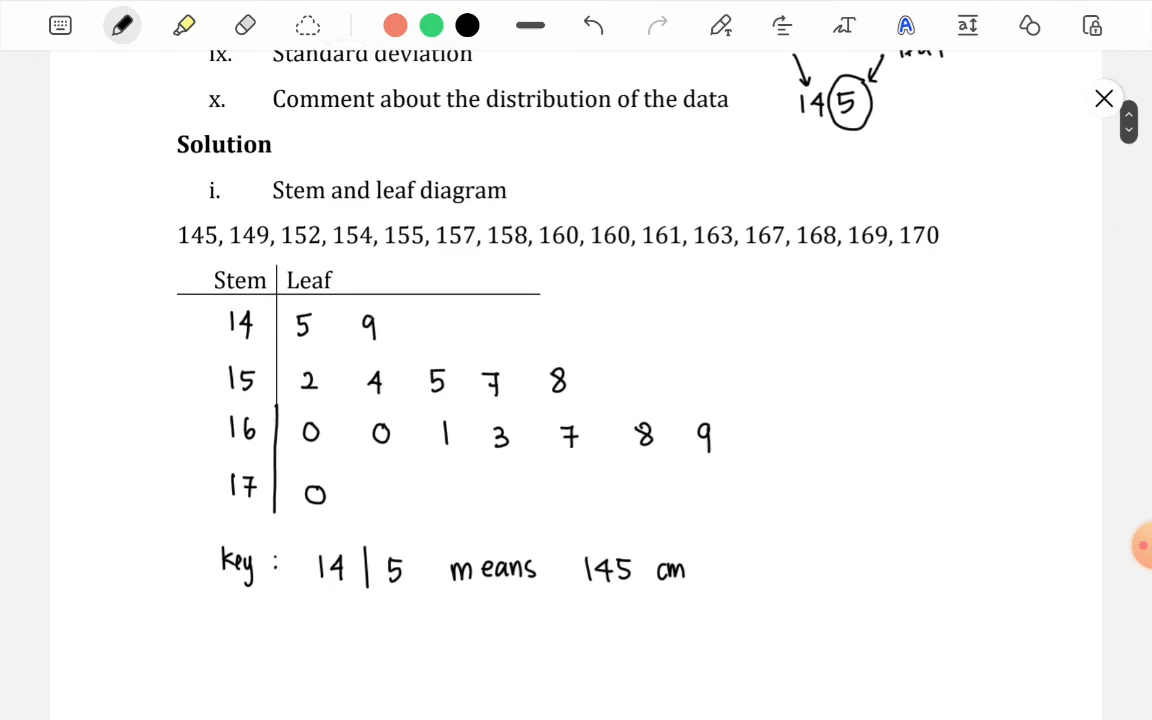 ix. Standard deviation
x. Comment about the distribution of the data
145
Solution
i. Stem and leaf diagram
145, 149, 152, 154, 155, 157, 158, 160, 160, 161, 163, 167, 168, 169, 170
Stem Leaf
14 5 9
15 2 4 5 7 8
16 0 0 1 3 7 8 9
17 0
key : 14 | 5 means 145 cm